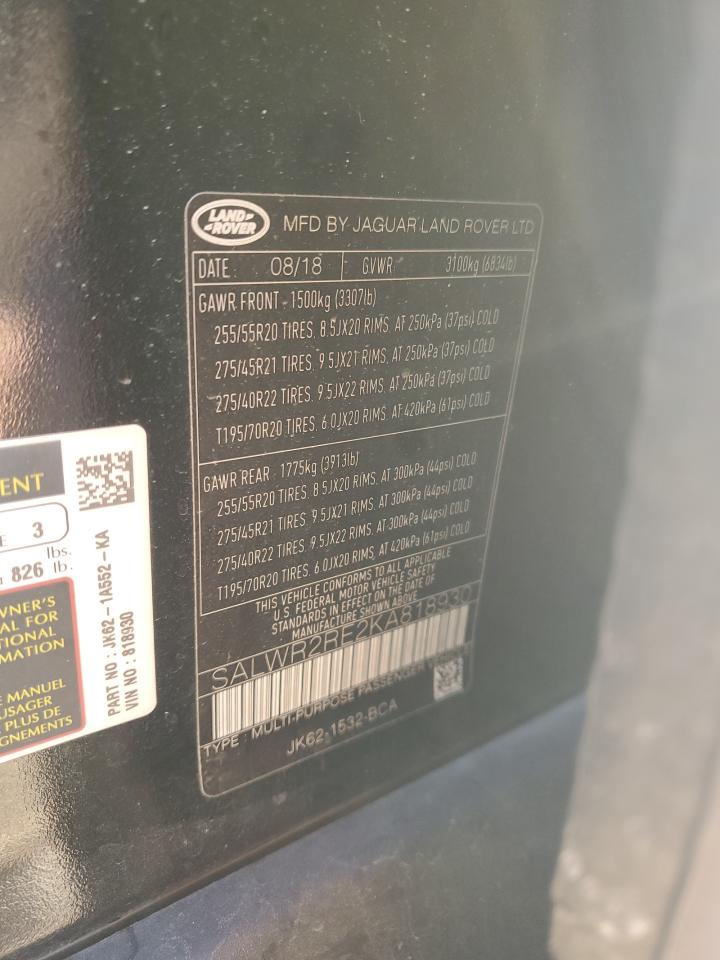 LAND-ROVER
MFD BY JAGUAR LAND ROVER LTD
DATE 08/18 GVWR 3100kg (6834lb)
GAWR FRONT - 1500kg (3307lb)
255/55R20 TIRES, 8.5JX20 RIMS, AT 250kPa (37psi) COLD
275/45R21 TIRES, 9.5JX21 RIMS, AT 250kPa (37psi) COLD
275/40R22 TIRES, 9.5JX22 RIMS, AT 250kPa (37psi) COLD
T195/70R20 TIRES, 6.0JX20 RIMS, AT 420kPa (61psi) COLD
GAWR REAR - 1775kg (3913lb)
255/55R20 TIRES, 8.5JX20 RIMS, AT 300kPa (44psi) COLD
275/45R21 TIRES, 9.5JX21 RIMS, AT 300kPa (44psi) COLD
275/40R22 TIRES, 9.5JX22 RIMS, AT 300kPa (44psi) COLD
T195/70R20 TIRES, 6.0JX20 RIMS, AT 420kPa (61psi) COLD
THIS VEHICLE CONFORMS TO ALL APPLICABLE
U.S. FEDERAL MOTOR VEHICLE SAFETY
STANDARDS IN EFFECT ON THE DATE OF
MANUFACTURE SHOWN ABOVE
SALWR2RE2KA818930
TYPE : MULTI-PURPOSE PASSENGER
JK62-1532-BCA
ENT
E 3
lbs.
826 lb.
WNER'S
AL FOR
TIONAL
RMATION
E MANUEL
USAGER
PLUS DE
GNEMENTS
PART NO : JK62-1A552-KA
VIN NO : 818930